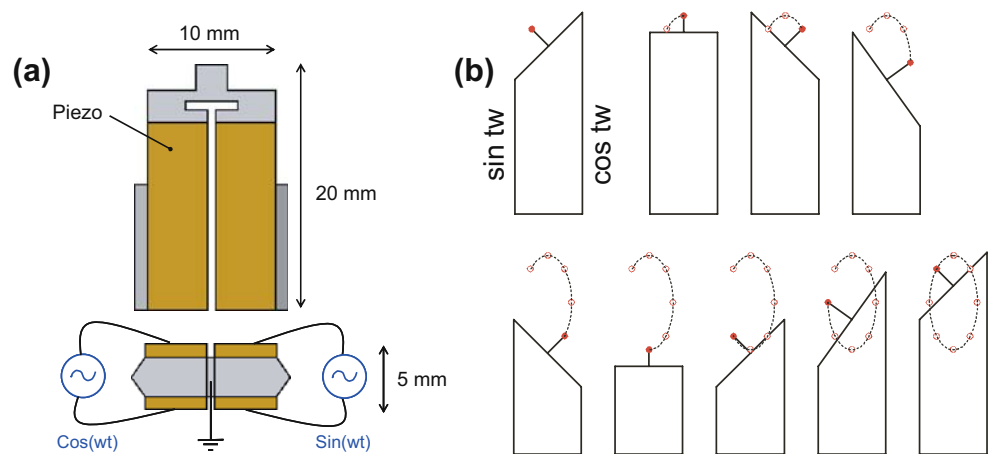 (a)
10 mm
Piezo
20 mm
5 mm
Cos(wt)
Sin(wt)
(b)
sin tw
cos tw